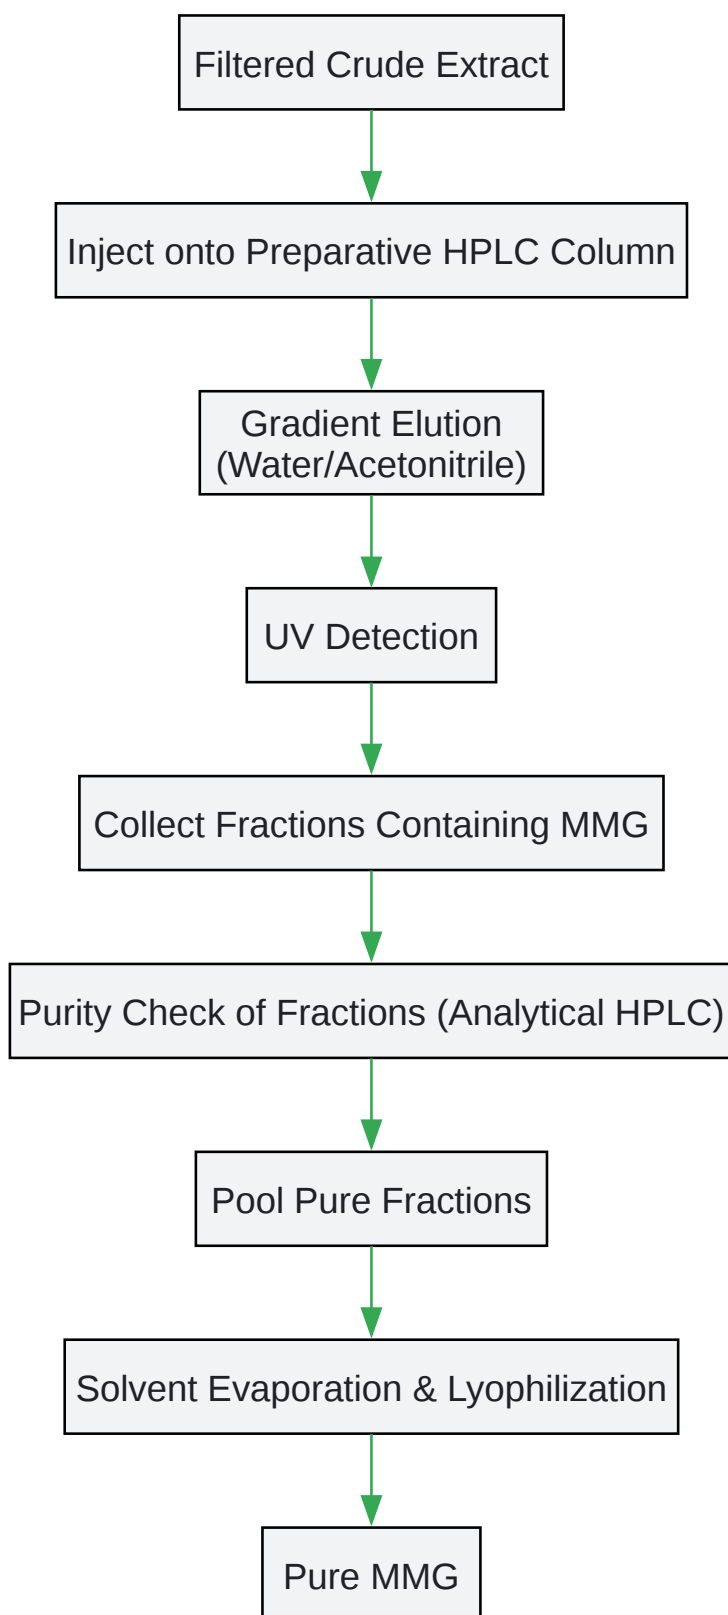 Filtered Crude Extract
Inject onto Preparative HPLC Column
Gradient Elution
(Water/Acetonitrile)
UV Detection
Collect Fractions Containing MMG
Purity Check of Fractions (Analytical HPLC)
Pool Pure Fractions
Solvent Evaporation & Lyophilization
Pure MMG